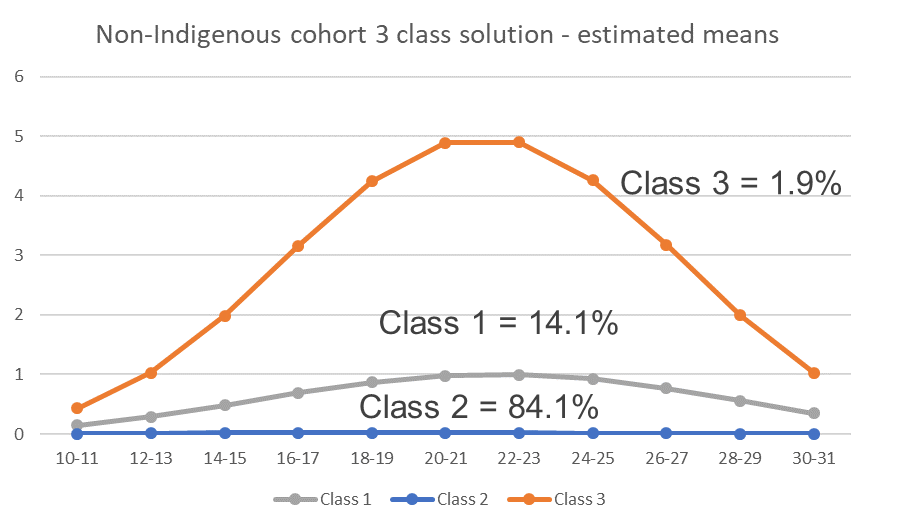 Non-Indigenous cohort 3 class solution - estimated means
6
5
Class 3 = 1.9%
4
3
2
Class 1 = 14.1%
1
Class 2 = 84.1%
0
10-11 12-13 14-15 16-17 18-19 20-21 22-23 24-25 26-27 28-29 30-31
Class 1 Class 2 Class 3